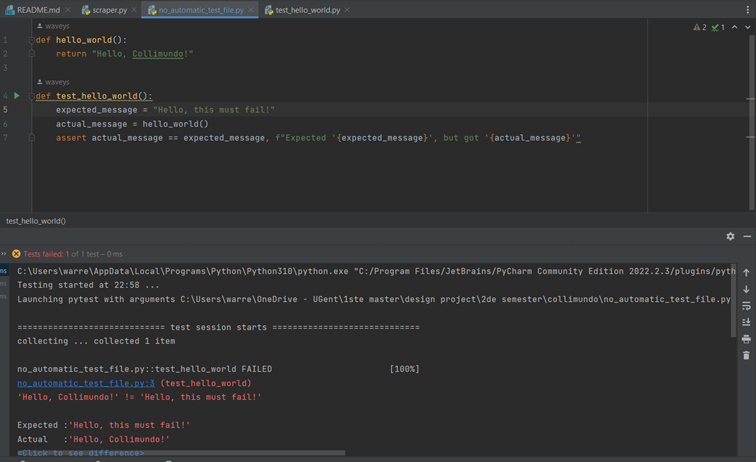 README.md scraper.py no_automatic_test_file.py test_hello_world.py
waveys
2 1
1 def hello_world():
2 return "Hello, Collimundo!"
3
waveys
4 def test_hello_world():
5 expected_message = "Hello, this must fail!"
6 actual_message = hello_world()
7 assert actual_message == expected_message, f"Expected '{expected_message}', but got '{actual_message}'"
test_hello_world()
Tests failed: 1 of 1 test – 0 ms
C:\Users\warre\AppData\Local\Programs\Python\Python310\python.exe "C:/Program Files/JetBrains/PyCharm Community Edition 2022.2.3/plugins/pyth
Testing started at 22:58 ...
Launching pytest with arguments C:\Users\warre\OneDrive - UGent\1ste master\design project\2de semester\collimundo\no_automatic_test_file.py
============================ test session starts ============================
collecting ... collected 1 item
no_automatic_test_file.py::test_hello_world FAILED [100%]
no_automatic_test_file.py:3 (test_hello_world)
'Hello, Collimundo!' != 'Hello, this must fail!'
Expected :'Hello, this must fail!'
Actual :'Hello, Collimundo!'
<Click to see difference>